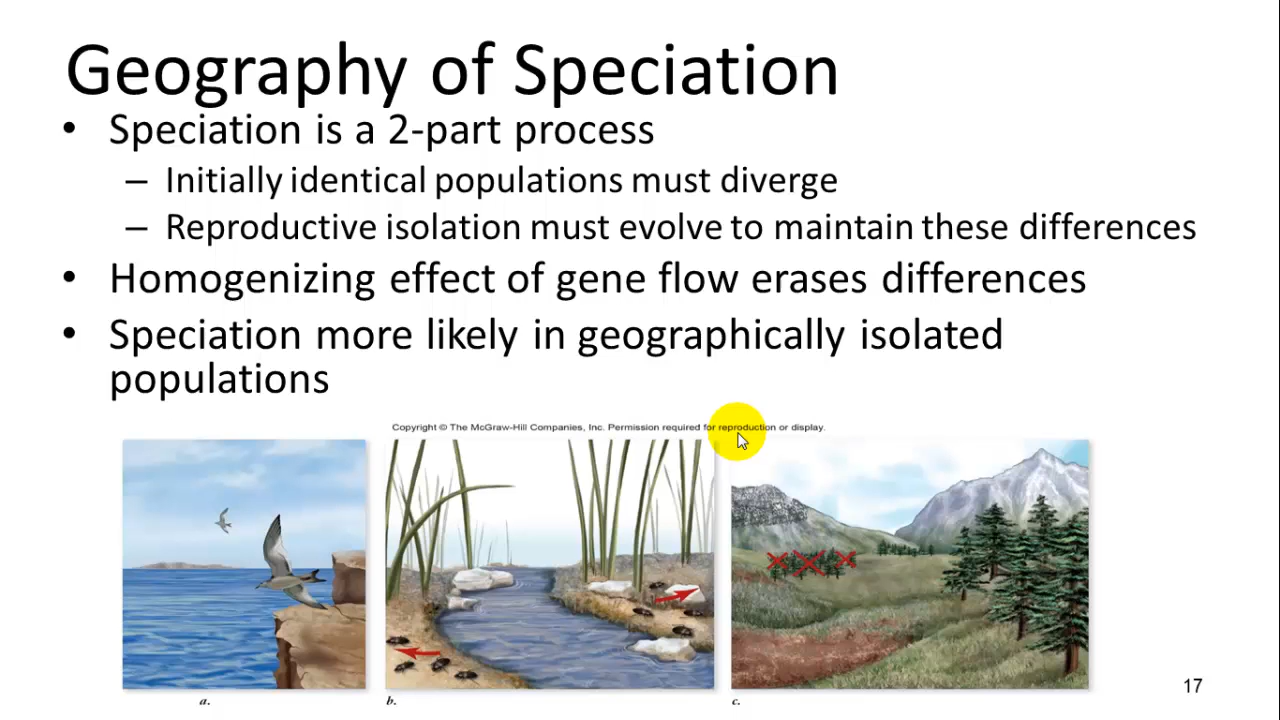 Geography of Speciation
• Speciation is a 2-part process
– Initially identical populations must diverge
– Reproductive isolation must evolve to maintain these differences
• Homogenizing effect of gene flow erases differences
• Speciation more likely in geographically isolated
populations
Copyright © The McGraw-Hill Companies, Inc. Permission required for reproduction or display.
a. b. c.
17